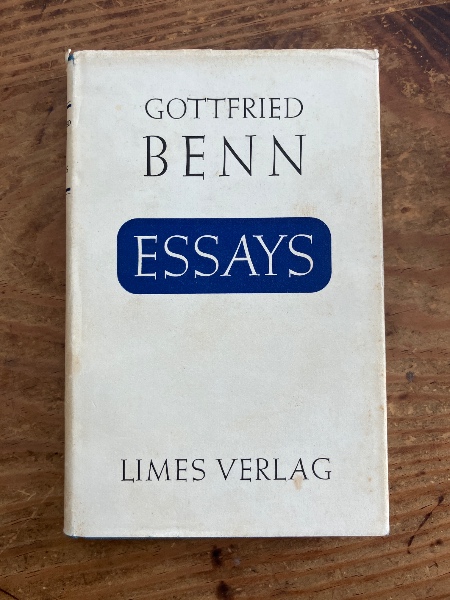 GOTTFRIED
BENN
ESSAYS
LIMES VERLAG